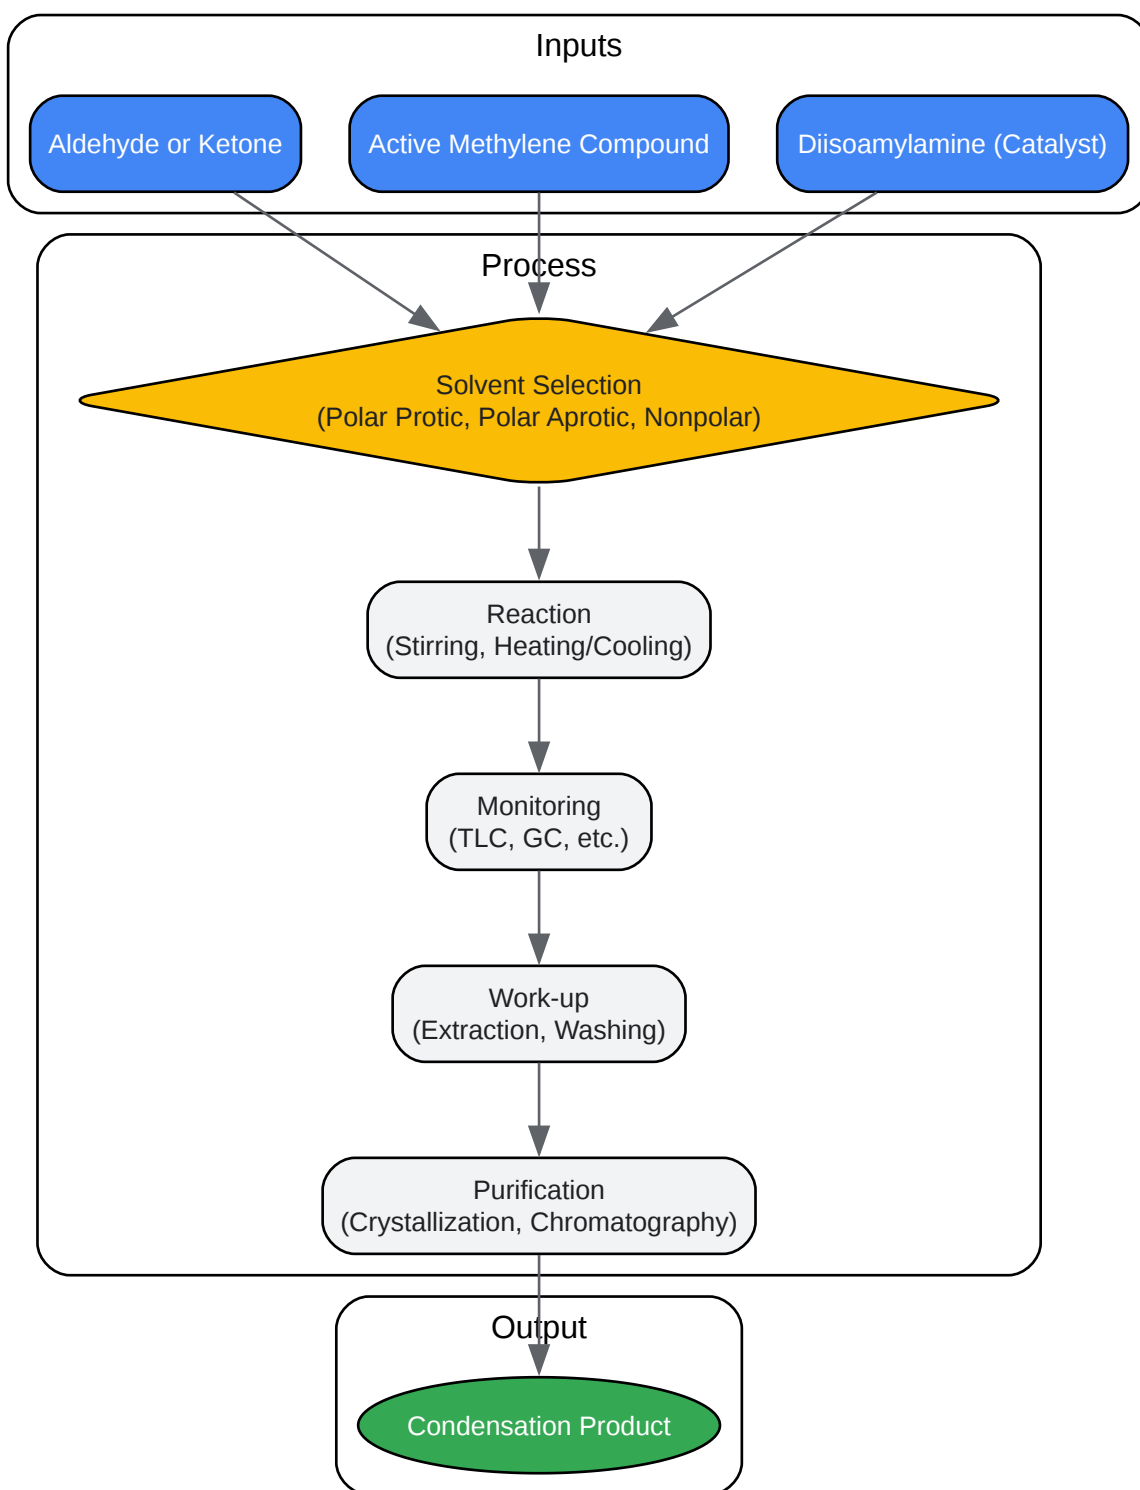 Inputs
Aldehyde or Ketone
Active Methylene Compound
Diisoamylamine (Catalyst)
Process
Solvent Selection
(Polar Protic, Polar Aprotic, Nonpolar)
Reaction
(Stirring, Heating/Cooling)
Monitoring
(TLC, GC, etc.)
Work-up
(Extraction, Washing)
Purification
(Crystallization, Chromatography)
Output
Condensation Product